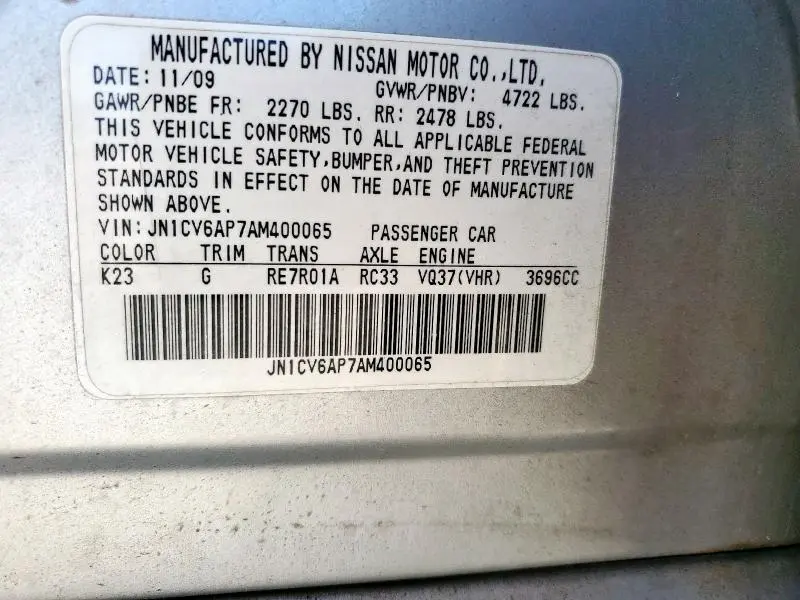 MANUFACTURED BY NISSAN MOTOR CO.,LTD.
DATE: 11/09 GVWR/PNBV: 4722 LBS.
GAWR/PNBE FR: 2270 LBS. RR: 2478 LBS.
THIS VEHICLE CONFORMS TO ALL APPLICABLE FEDERAL
MOTOR VEHICLE SAFETY,BUMPER,AND THEFT PREVENTION
STANDARDS IN EFFECT ON THE DATE OF MANUFACTURE
SHOWN ABOVE.
VIN: JN1CV6AP7AM400065 PASSENGER CAR
COLOR TRIM TRANS AXLE ENGINE
K23 G RE7R01A RC33 VQ37(VHR) 3696CC
JN1CV6AP7AM400065